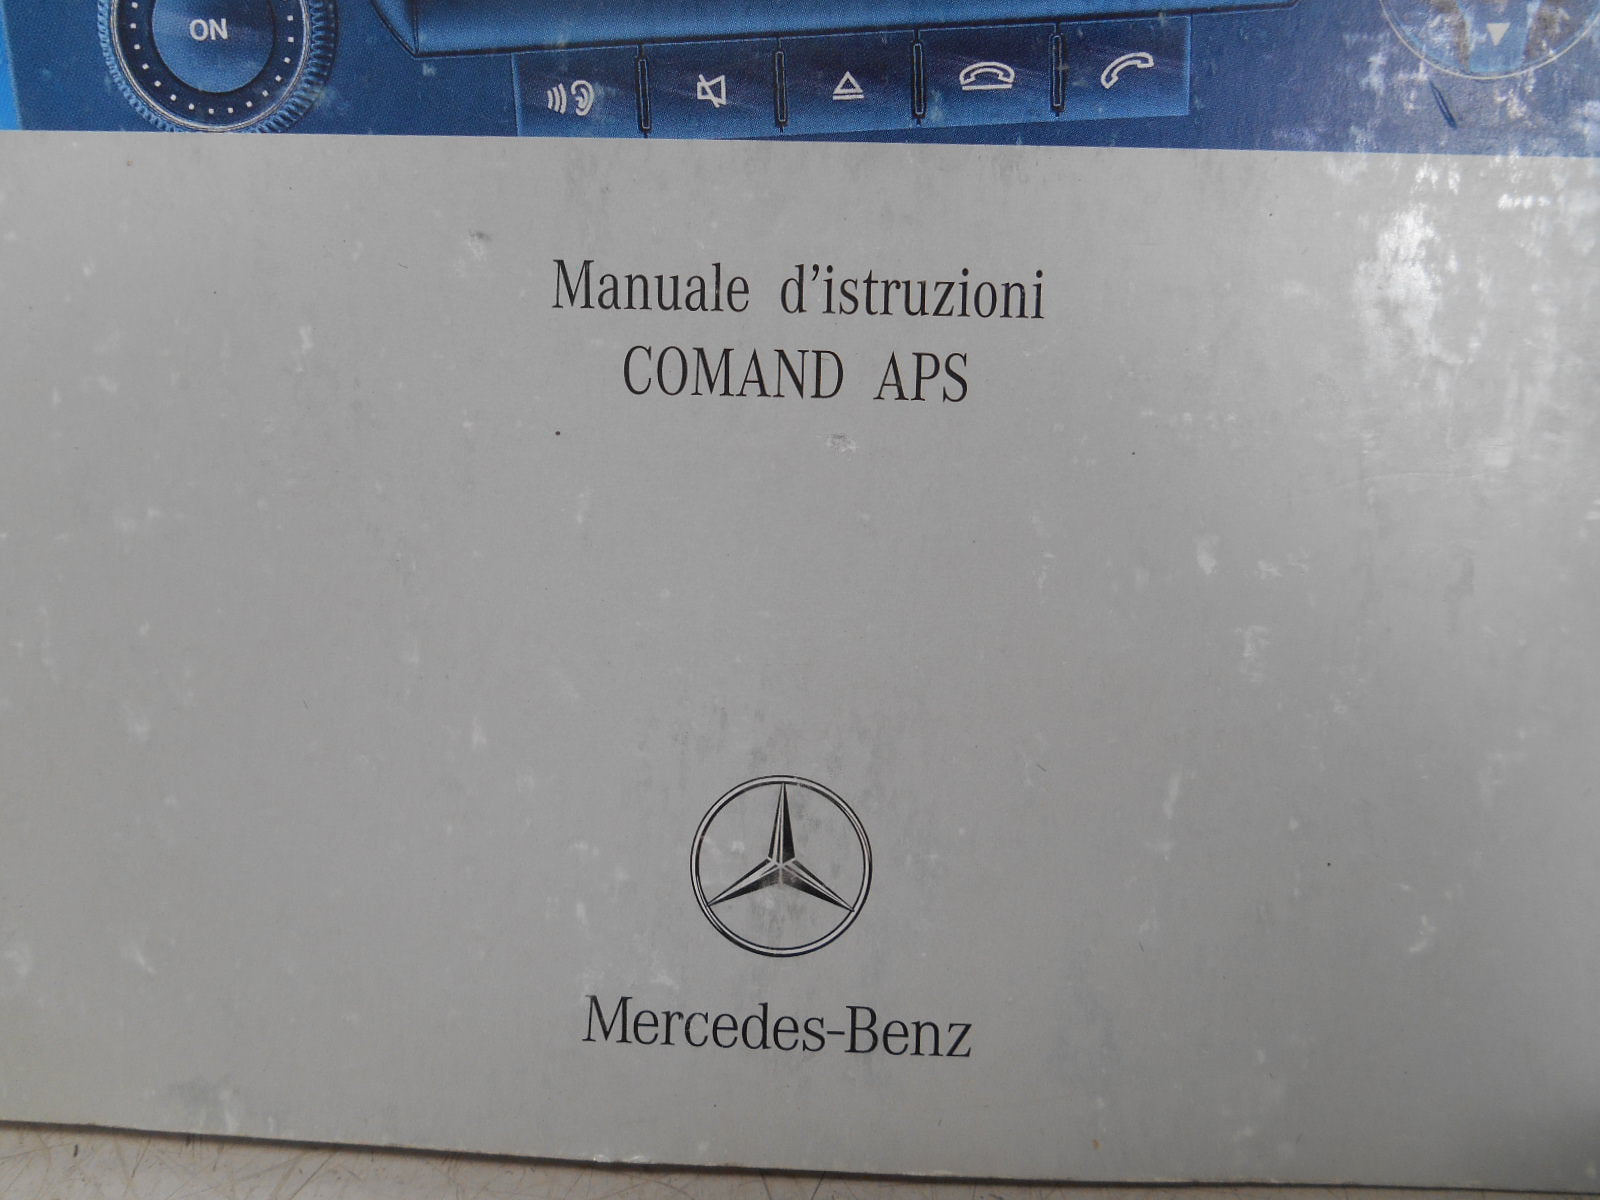 ON
Manuale d'istruzioni
COMAND APS
Mercedes-Benz